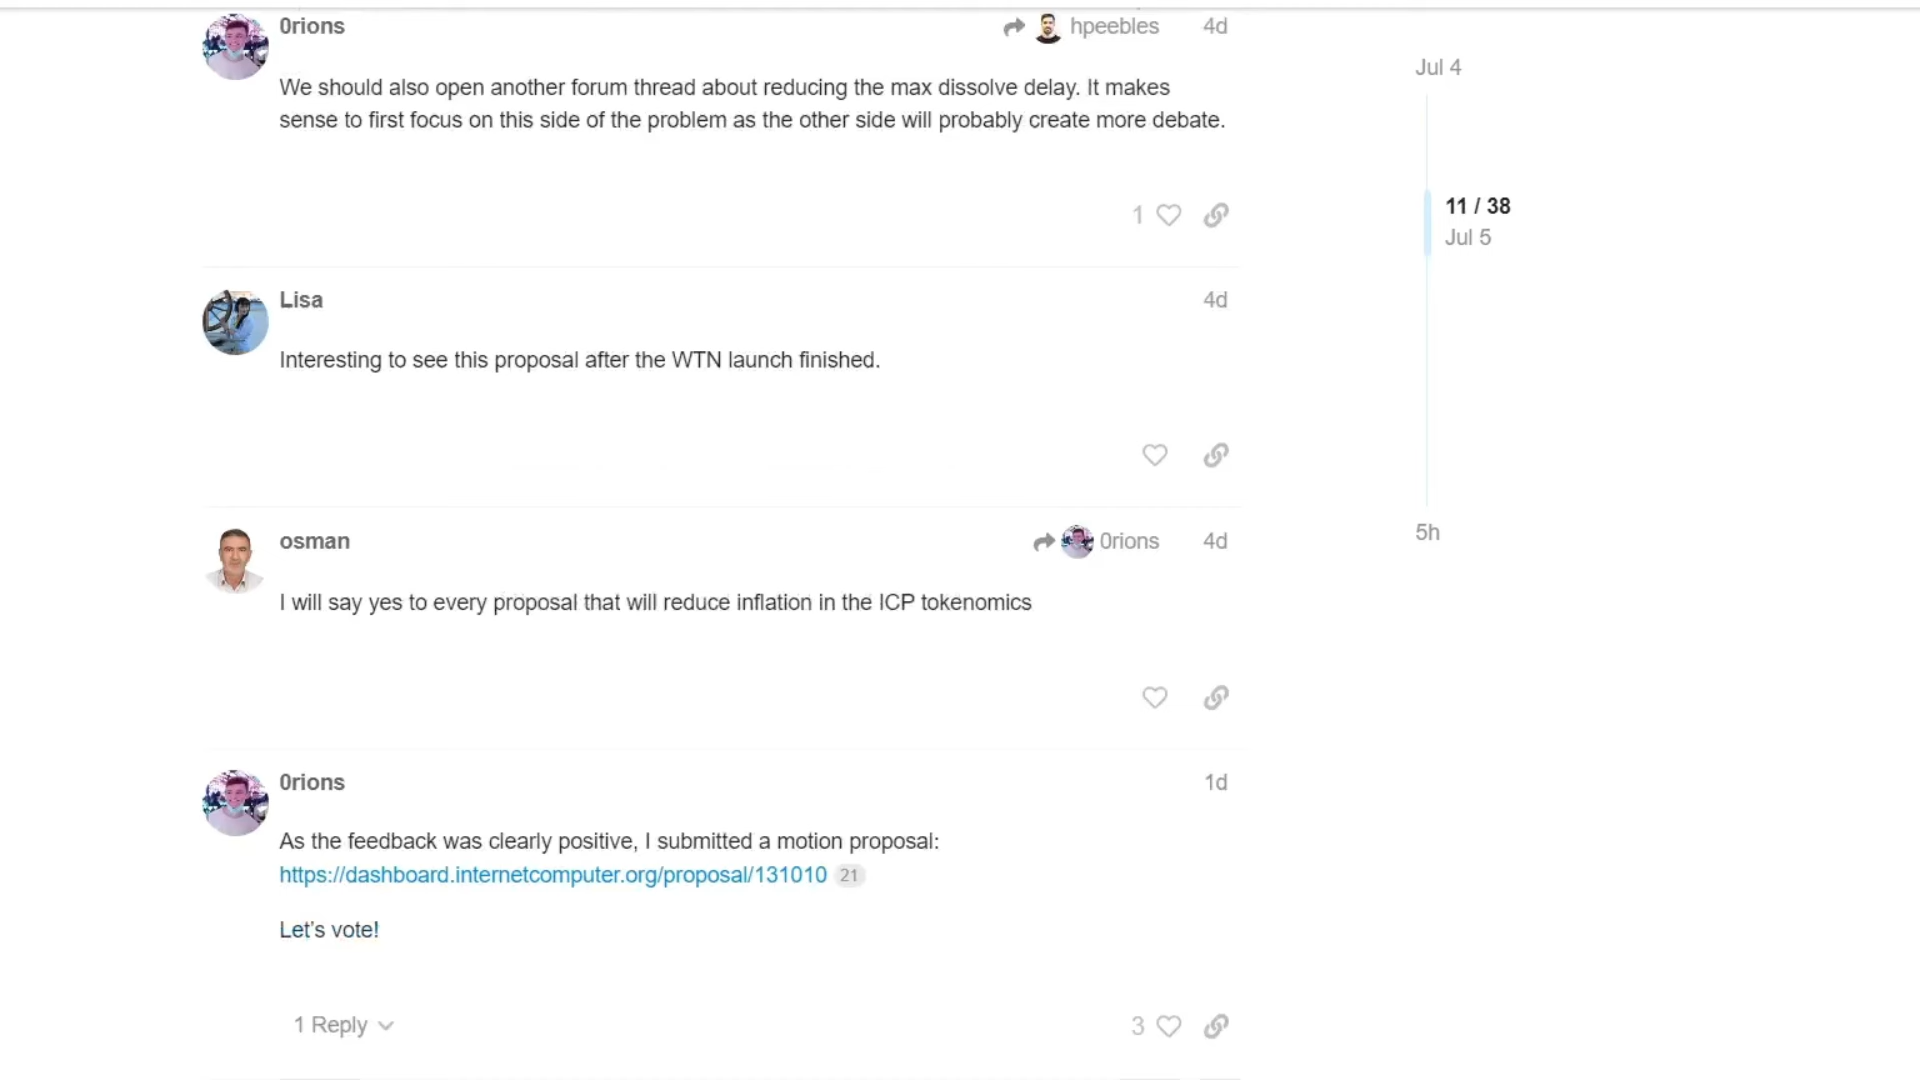 0rions
hpeebles 4d
We should also open another forum thread about reducing the max dissolve delay. It makes
sense to first focus on this side of the problem as the other side will probably create more debate.
1
Lisa 4d
Interesting to see this proposal after the WTN launch finished.
osman
0rions 4d
I will say yes to every proposal that will reduce inflation in the ICP tokenomics
0rions 1d
As the feedback was clearly positive, I submitted a motion proposal:
https://dashboard.internetcomputer.org/proposal/131010 21
Let's vote!
1 Reply
3
Jul 4
11 / 38
Jul 5
5h